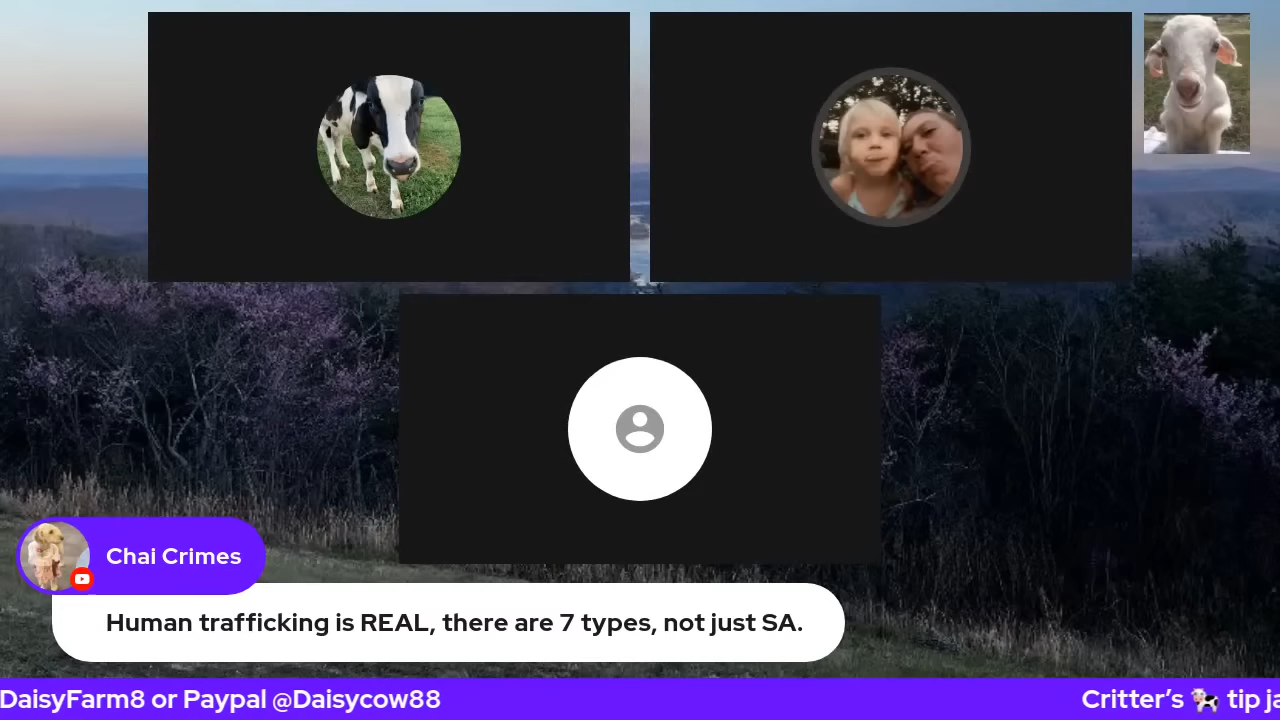 Chai Crimes
Human trafficking is REAL, there are 7 types, not just SA.
DaisyFarm8 or Paypal @Daisycow88
Critter’s 🐄 tip ja